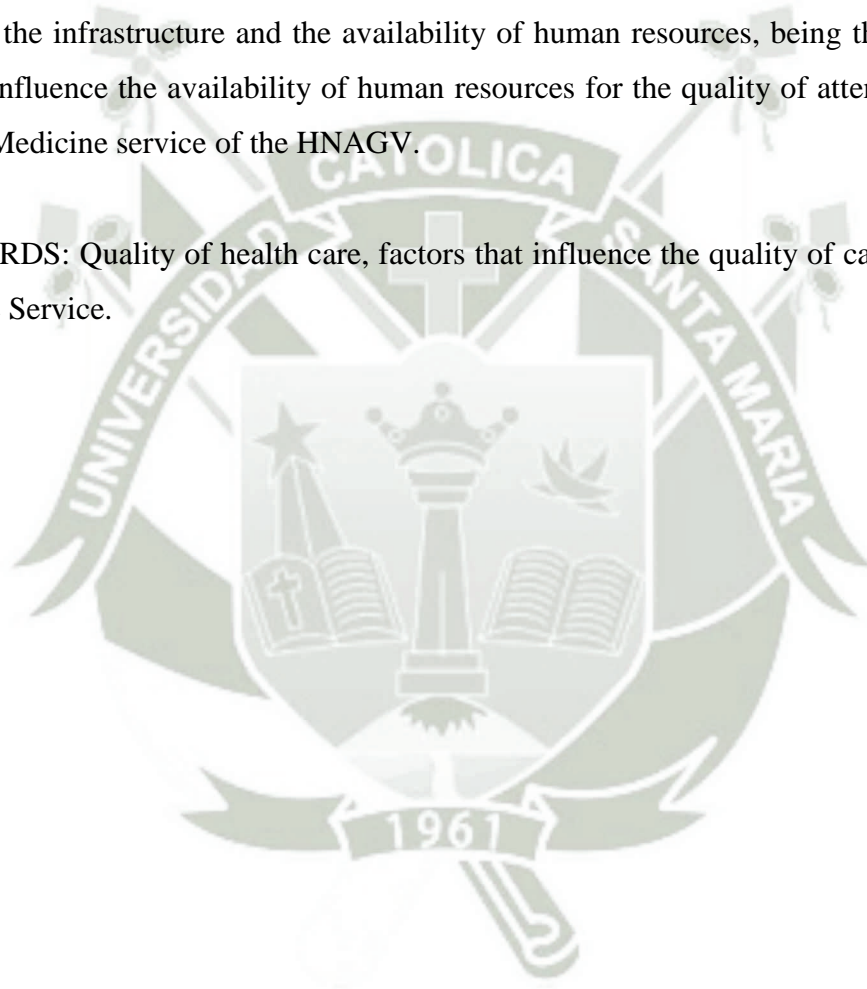 the infrastructure and the availability of human resources, being th
nfluence the availability of human resources for the quality of atten
Medicine service of the HNAGV.
RDS: Quality of health care, factors that influence the quality of ca
Service.
UNIVERSIDAD CATOLICA SANTA MARIA
1961